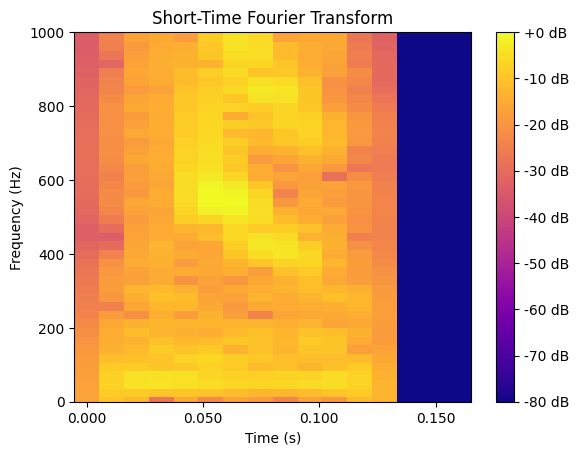 Short-Time Fourier Transform
Frequency (Hz)
1000
800
600
400
200
0
0.000
0.050
0.100
0.150
Time (s)
+0 dB
-10 dB
-20 dB
-30 dB
-40 dB
-50 dB
-60 dB
-70 dB
-80 dB